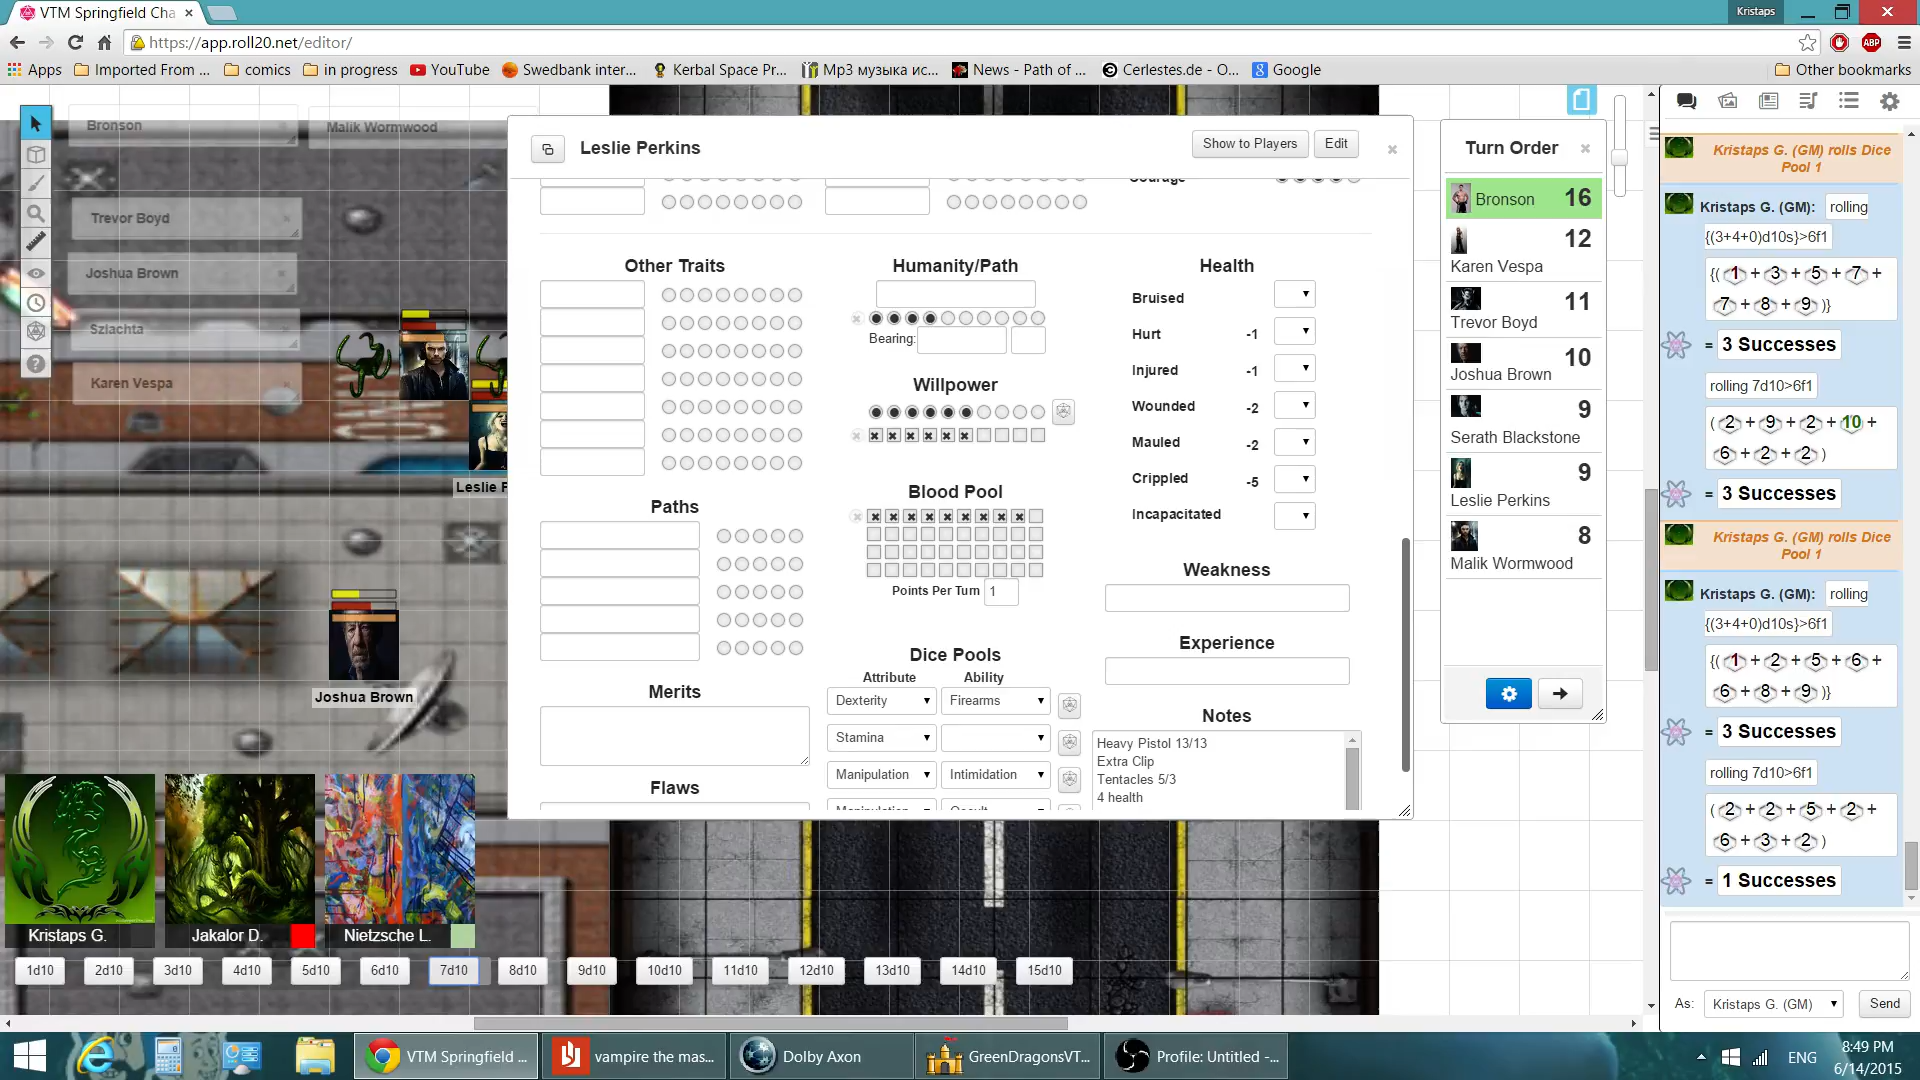 VTM Springfield Cha
Kristaps
https://app.roll20.net/editor/
Apps
Imported From ...
comics
in progress
YouTube
Swedbank inter...
Kerbal Space Pr...
Mp3 музыка ис...
News - Path of ...
Cerlestes.de - O...
Google
Other bookmarks
Bronson
Malik Wormwood
Trevor Boyd
Joshua Brown
Szlachta
Karen Vespa
Leslie P
Joshua Brown
Leslie Perkins
Show to Players
Edit
Courage
Other Traits
Paths
Merits
Flaws
Humanity/Path
Bearing:
Willpower
Blood Pool
Points Per Turn 1
Dice Pools
Attribute Ability
Dexterity Firearms
Stamina
Manipulation Intimidation
Manipulation Occult
Health
Bruised
Hurt -1
Injured -1
Wounded -2
Mauled -2
Crippled -5
Incapacitated
Weakness
Experience
Notes
Heavy Pistol 13/13
Extra Clip
Tentacles 5/3
4 health
Turn Order
Bronson 16
12
Karen Vespa
11
Trevor Boyd
10
Joshua Brown
9
Serath Blackstone
9
Leslie Perkins
8
Malik Wormwood
Kristaps G. (GM) rolls Dice
Pool 1
Kristaps G. (GM): rolling
{(3+4+0)d10s}>6f1
{( 1 + 3 + 5 + 7 +
7 + 8 + 9 )}
= 3 Successes
rolling 7d10>6f1
( 2 + 9 + 2 + 10 +
6 + 2 + 2 )
= 3 Successes
Kristaps G. (GM) rolls Dice
Pool 1
Kristaps G. (GM): rolling
{(3+4+0)d10s}>6f1
{( 1 + 2 + 5 + 6 +
6 + 8 + 9 )}
= 3 Successes
rolling 7d10>6f1
( 2 + 2 + 5 + 2 +
6 + 3 + 2 )
= 1 Successes
As: Kristaps G. (GM) Send
Kristaps G.
Jakalor D.
Nietzsche L.
1d10 2d10 3d10 4d10 5d10 6d10 7d10 8d10 9d10 10d10 11d10 12d10 13d10 14d10 15d10
VTM Springfield ...
vampire the mas...
Dolby Axon
GreenDragonsVT...
Profile: Untitled -...
ENG
8:49 PM
6/14/2015